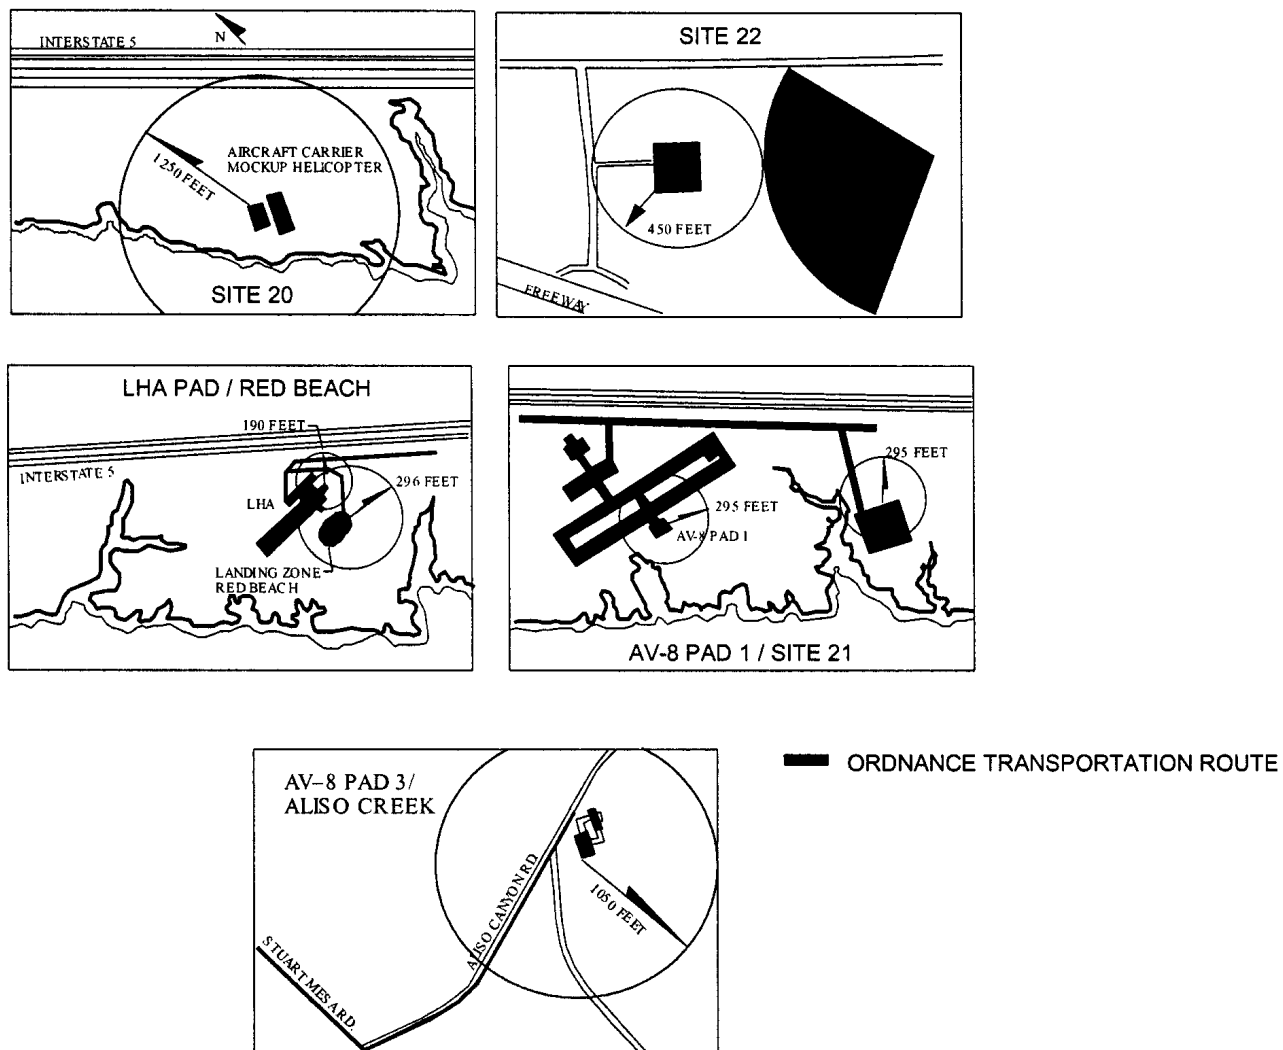 N
INTERSTATE 5
AIRCRAFT CARRIER
MOCKUP HELICOPTER
1250 FEET
SITE 20
SITE 22
450 FEET
FREEWAY
LHA PAD / RED BEACH
190 FEET
INTERSTATE 5
296 FEET
LHA
LANDING ZONE
RED BEACH
295 FEET
295 FEET
AV-8 PAD 1
AV-8 PAD 1 / SITE 21
AV–8 PAD 3/
ALISO CREEK
ALISO CANYON RD.
1050 FEET
STUART MESA RD.
ORDNANCE TRANSPORTATION ROUTE